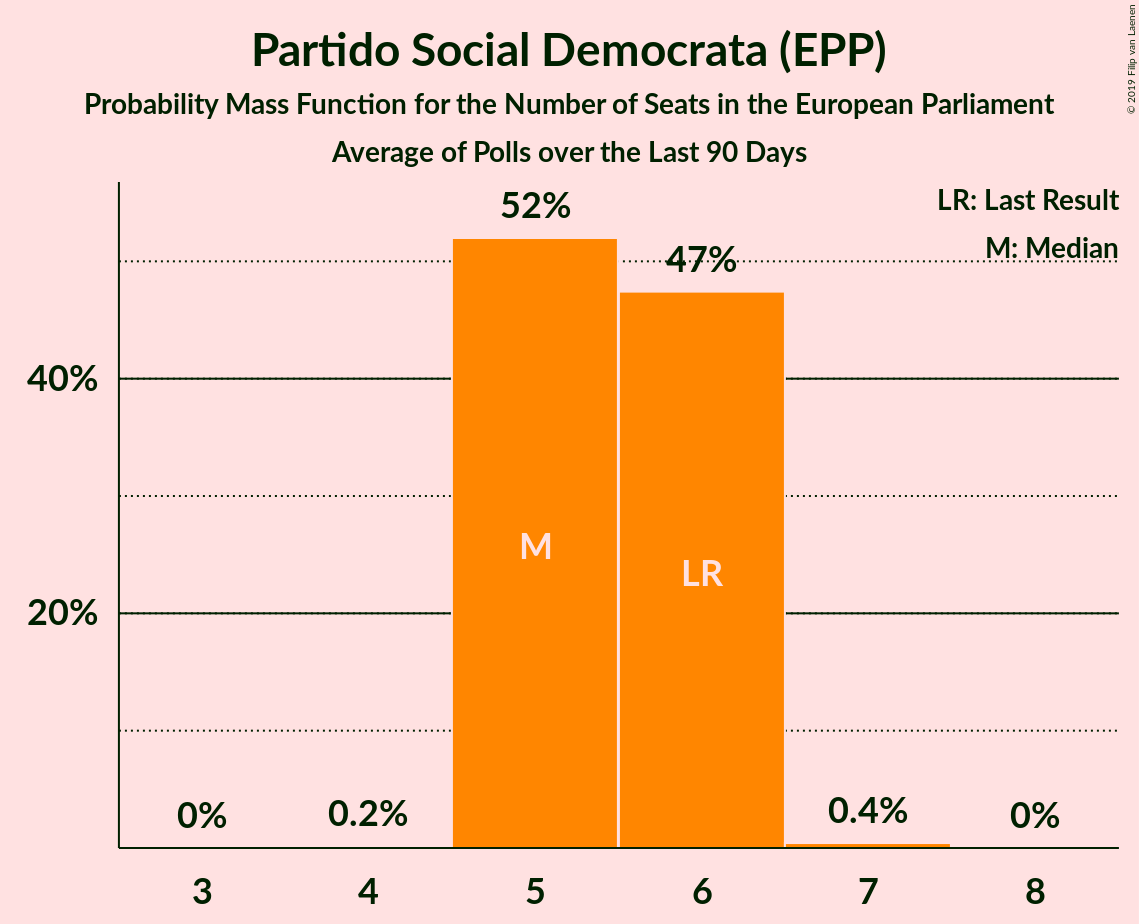 Partido Social Democrata (EPP)
Probability Mass Function for the Number of Seats in the European Parliament
Average of Polls over the Last 90 Days
© 2019 Filip van Laenen
LR: Last Result
M: Median
52%
47%
40%
M
LR
20%
0%
0.2%
0.4%
0%
3
4
5
6
7
8